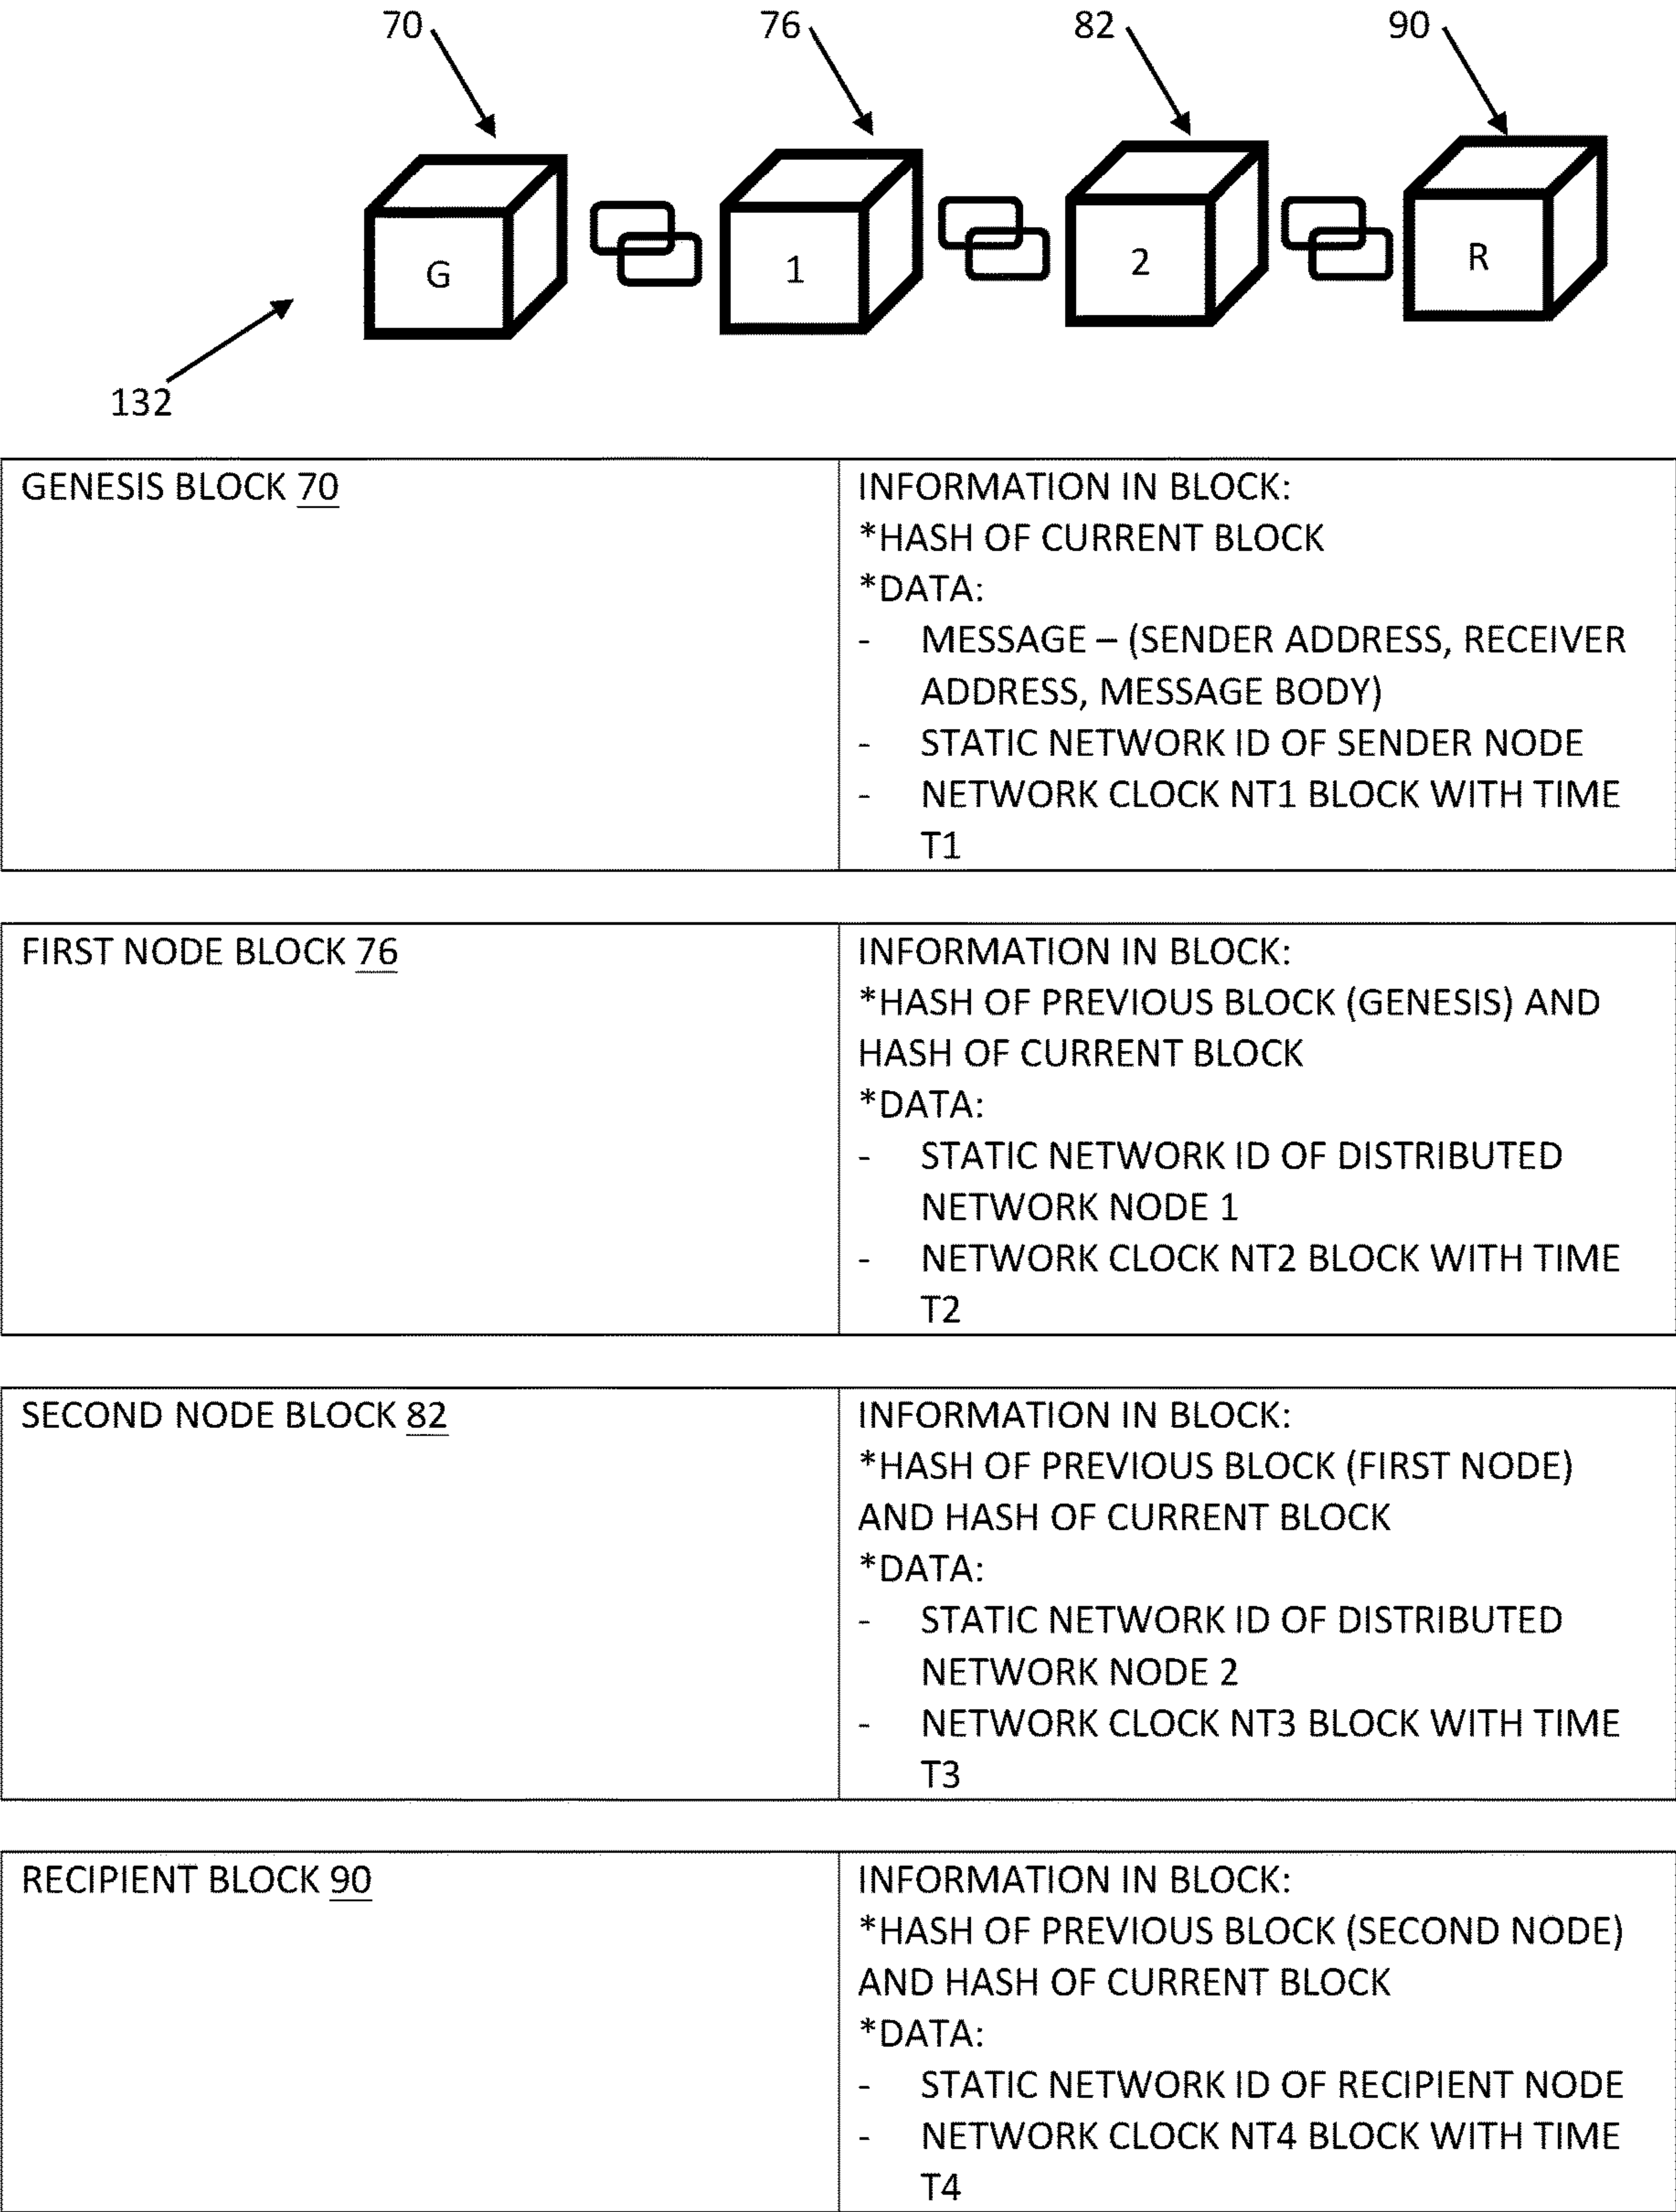 70 76 82 90
G 1 2 R
132
GENESIS BLOCK 70
INFORMATION IN BLOCK:
*HASH OF CURRENT BLOCK
*DATA:
- MESSAGE – (SENDER ADDRESS, RECEIVER
ADDRESS, MESSAGE BODY)
- STATIC NETWORK ID OF SENDER NODE
- NETWORK CLOCK NT1 BLOCK WITH TIME
T1
FIRST NODE BLOCK 76
INFORMATION IN BLOCK:
*HASH OF PREVIOUS BLOCK (GENESIS) AND
HASH OF CURRENT BLOCK
*DATA:
- STATIC NETWORK ID OF DISTRIBUTED
NETWORK NODE 1
- NETWORK CLOCK NT2 BLOCK WITH TIME
T2
SECOND NODE BLOCK 82
INFORMATION IN BLOCK:
*HASH OF PREVIOUS BLOCK (FIRST NODE)
AND HASH OF CURRENT BLOCK
*DATA:
- STATIC NETWORK ID OF DISTRIBUTED
NETWORK NODE 2
- NETWORK CLOCK NT3 BLOCK WITH TIME
T3
RECIPIENT BLOCK 90
INFORMATION IN BLOCK:
*HASH OF PREVIOUS BLOCK (SECOND NODE)
AND HASH OF CURRENT BLOCK
*DATA:
- STATIC NETWORK ID OF RECIPIENT NODE
- NETWORK CLOCK NT4 BLOCK WITH TIME
T4